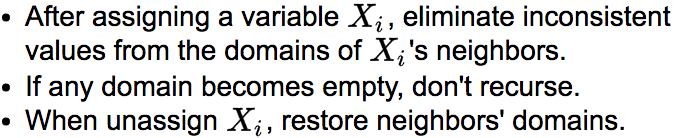 • After assigning a variable $X_i$, eliminate inconsistent
values from the domains of $X_i$'s neighbors.
• If any domain becomes empty, don't recurse.
• When unassign $X_i$, restore neighbors' domains.